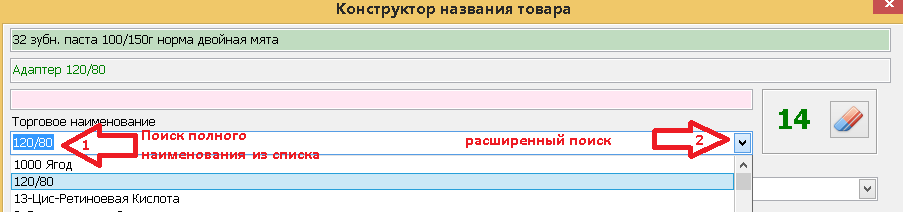 Конструктор названия товара
32 зубн. паста 100/150г норма двойная мята
Адаптер 120/80
14
Торговое наименование
120/80
1
Поиск полного
наименования из списка
расширенный поиск
2
1000 Ягод
120/80
13-Цис-Ретиноевая Кислота